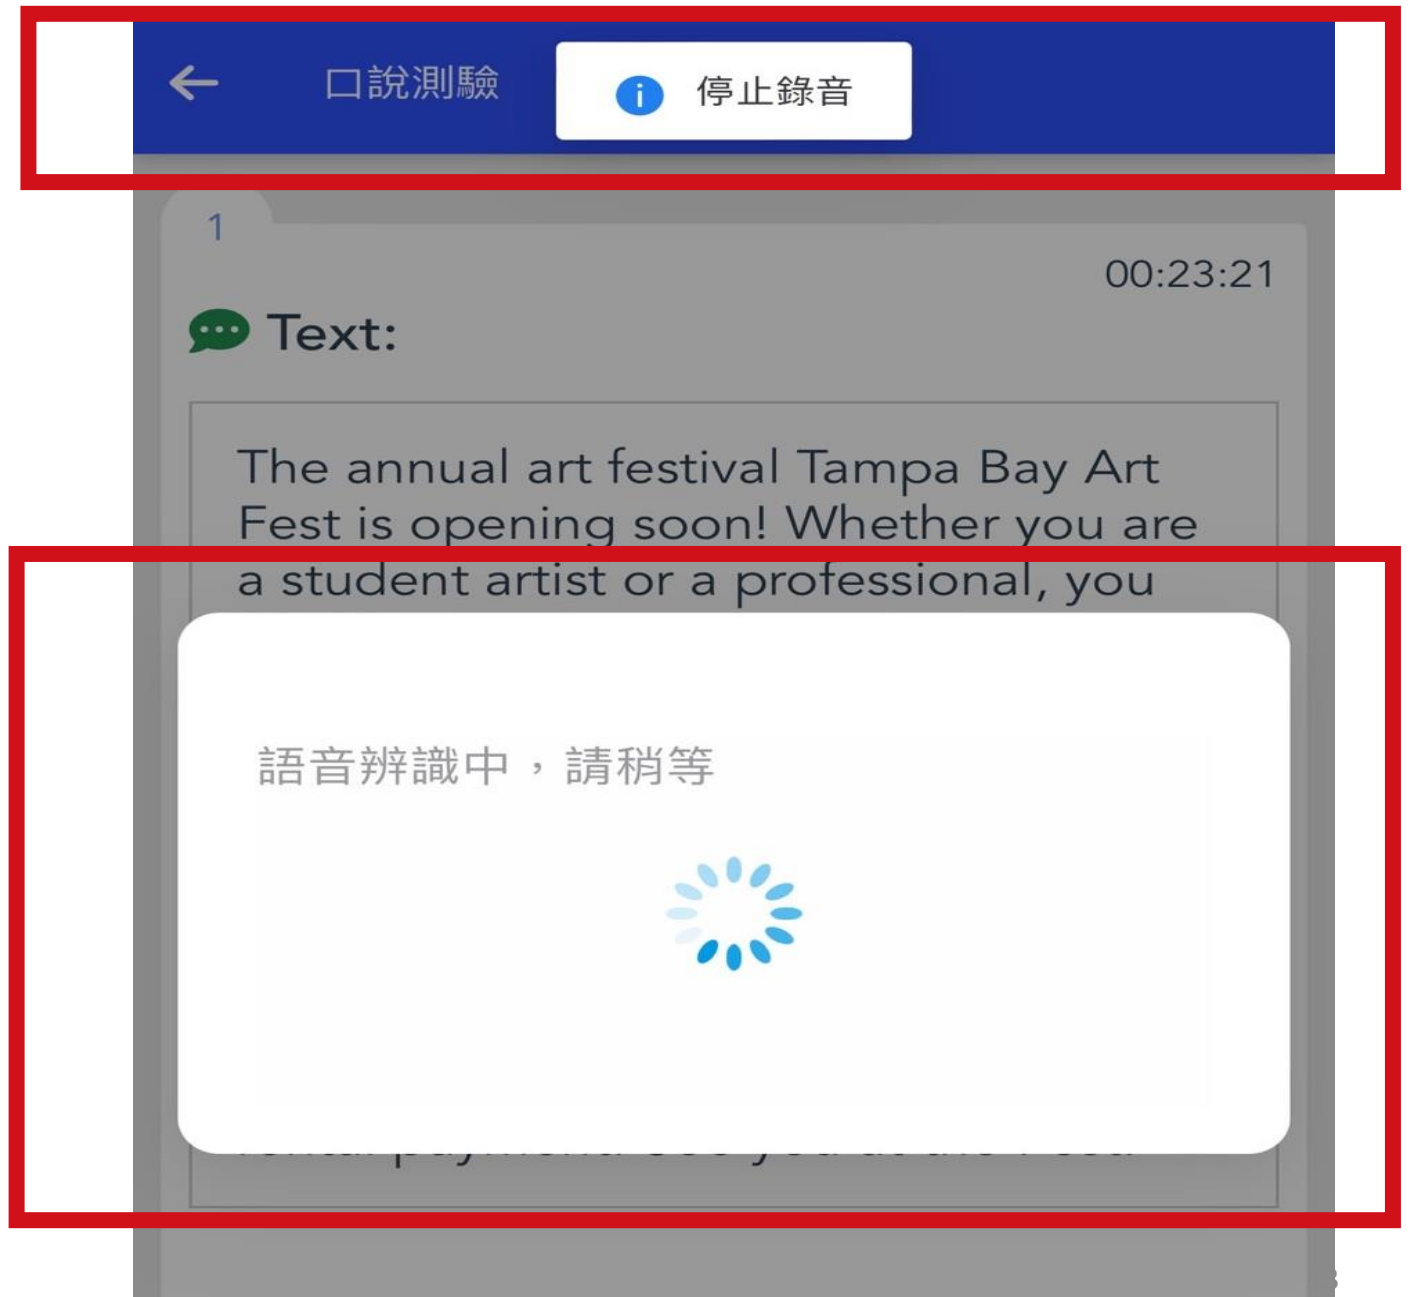 口說測驗
停止錄音
1
00:23:21
Text:
The annual art festival Tampa Bay Art
Fest is opening soon! Whether you are
a student artist or a professional, you
語音辨識中，請稍等